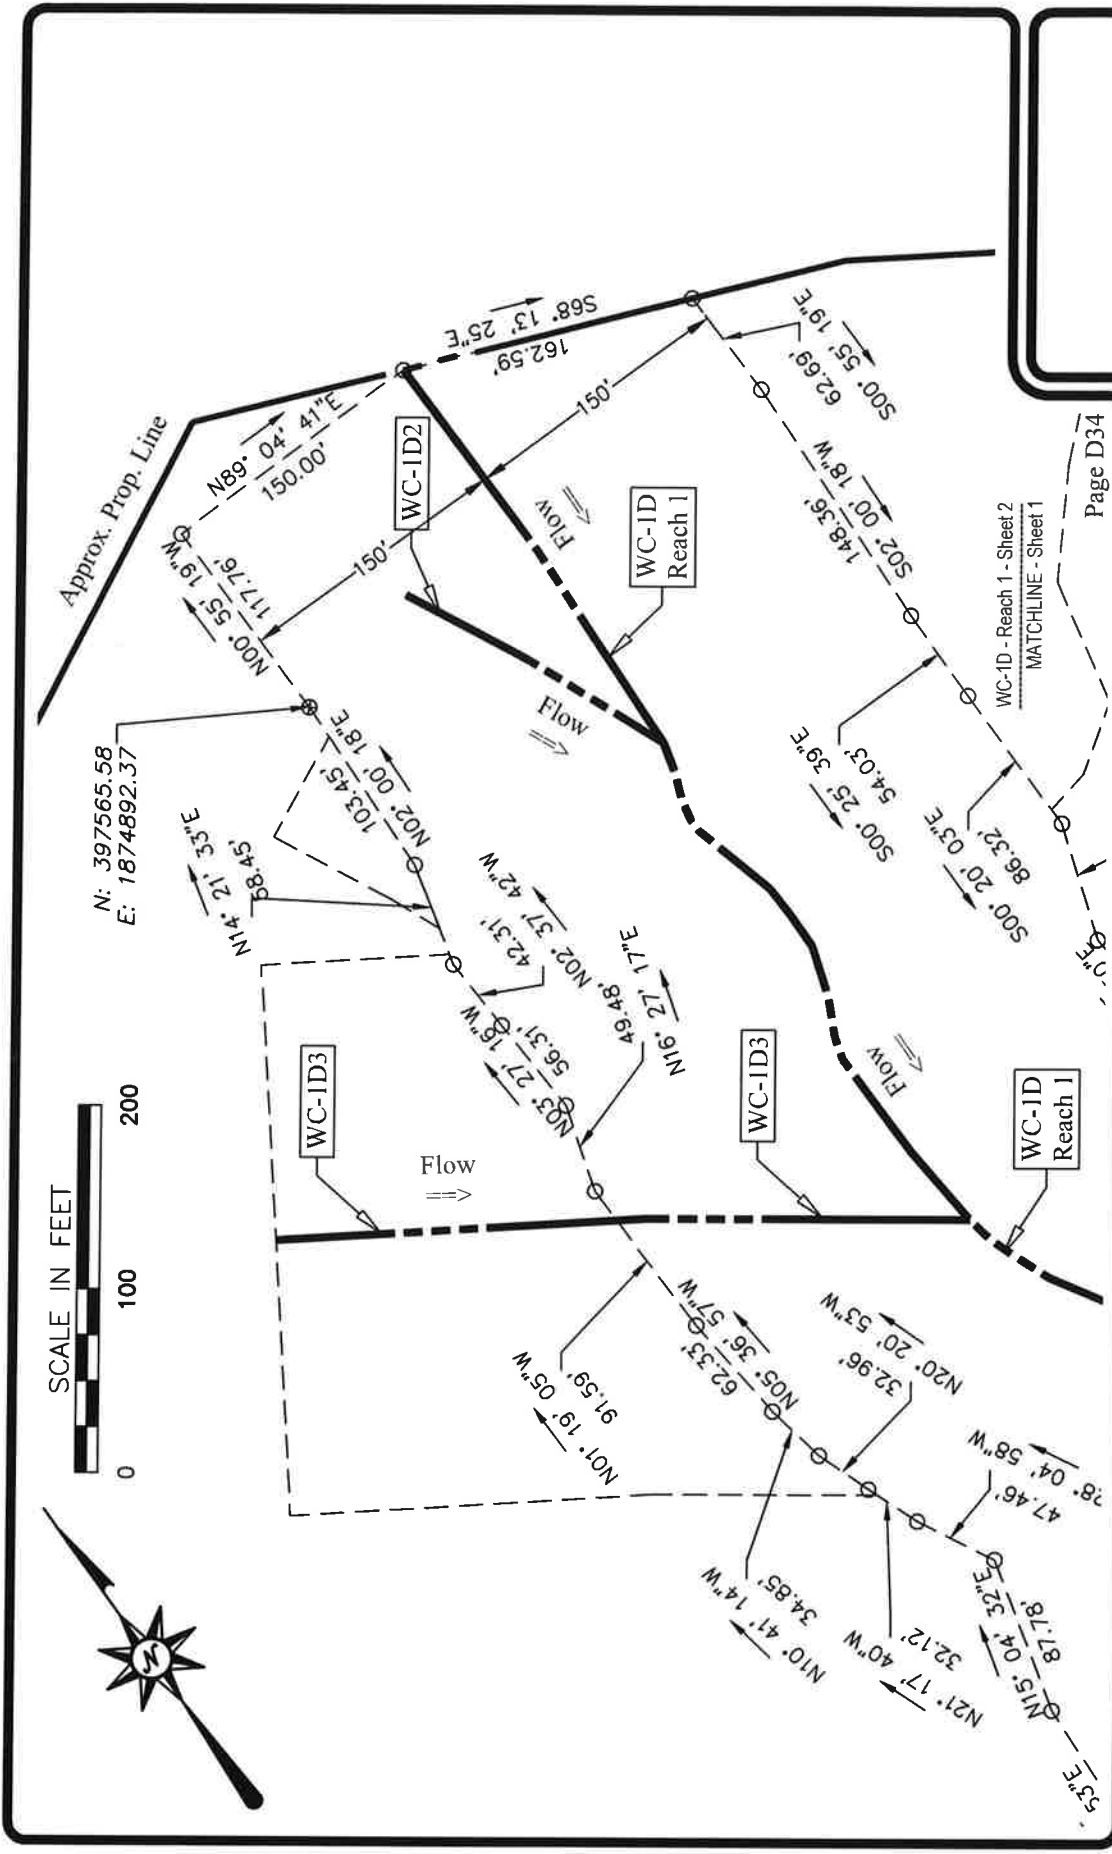 SCALE IN FEET
0
100
200
N
N: 397565.58
E: 1874892.37
Approx. Prop. Line
N89° 04' 41"E
150.00'
S68° 13' 25"E
162.59'
N00° 55' 19"W
117.76'
150'
150'
WC-1D2
Flow
==>
WC-1D
Reach 1
62.69'
S00° 55' 19"E
148.36'
S02° 00' 18"W
Flow
==>
N02° 00' 18"E
103.45'
N14° 21' 33"E
58.45'
42.31'
N02° 37' 42"W
N03° 27' 16"W
56.31'
49.48'
N16° 27' 17"E
S00° 25' 39"E
54.03'
S00° 20' 03"E
86.32'
WC-1D - Reach 1 - Sheet 2
MATCHLINE - Sheet 1
Page D34
WC-1D3
Flow
==>
WC-1D3
Flow
==>
WC-1D
Reach 1
N01° 19' 05"W
91.59'
62.33'
N05° 36' 57"W
32.96'
N20° 20' 53"W
N10° 41' 14"W
34.85'
N21° 17' 40"W
32.12'
47.46'
28° 04' 58"W
N15° 04' 32"E
87.78'
53"E
0"E